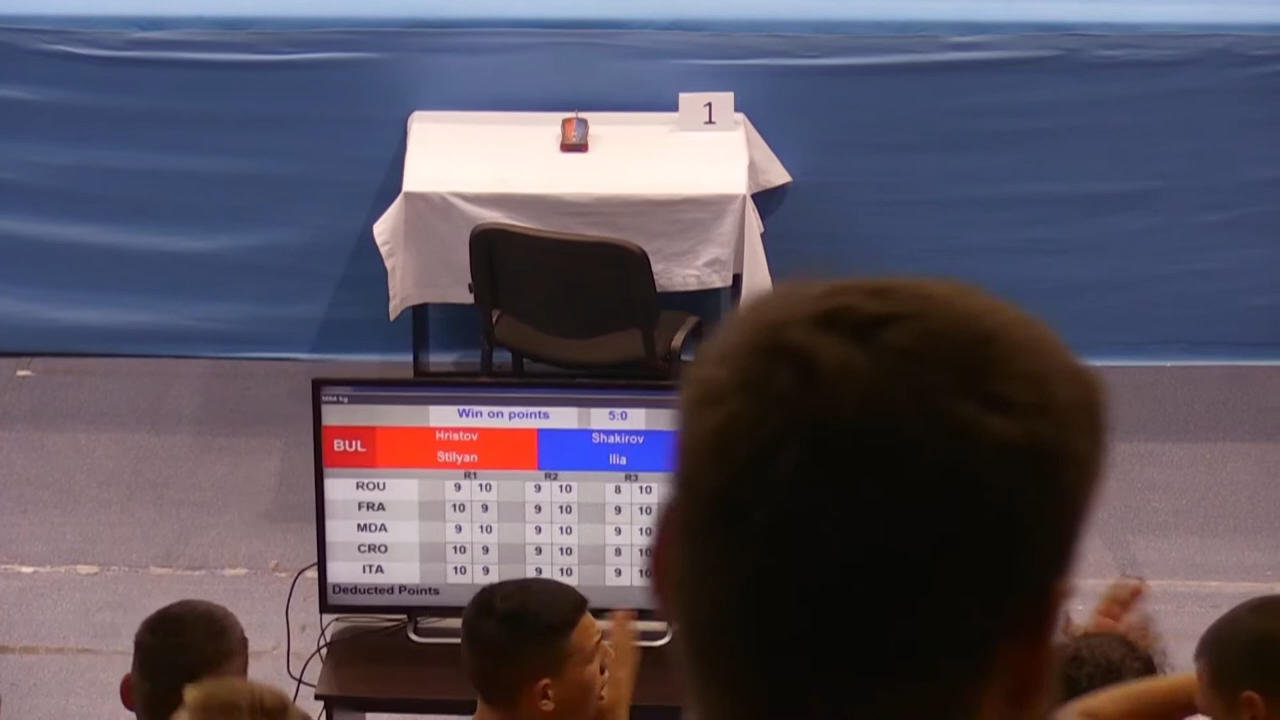 1
Win on points 5:0
BUL Hristov Stilyan Shakirov Ilia
R1 R2 R3
ROU 9 10 9 10 8 10
FRA 10 9 9 10 9 10
MDA 9 10 9 10 9 10
CRO 10 9 9 10 8 10
ITA 10 9 9 10 9 10
Deducted Points